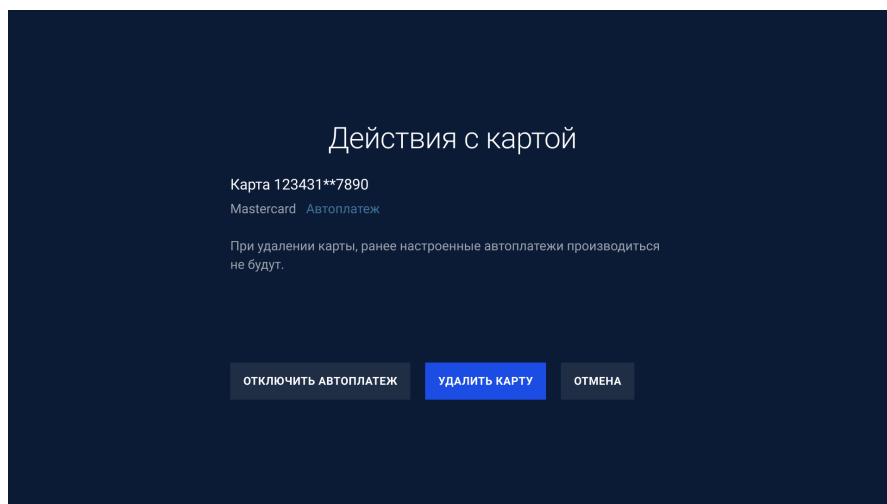 Действия с картой
Карта 123431**7890
Mastercard Автоплатеж
При удалении карты, ранее настроенные автоплатежи производиться
не будут.
ОТКЛЮЧИТЬ АВТОПЛАТЕЖ УДАЛИТЬ КАРТУ ОТМЕНА